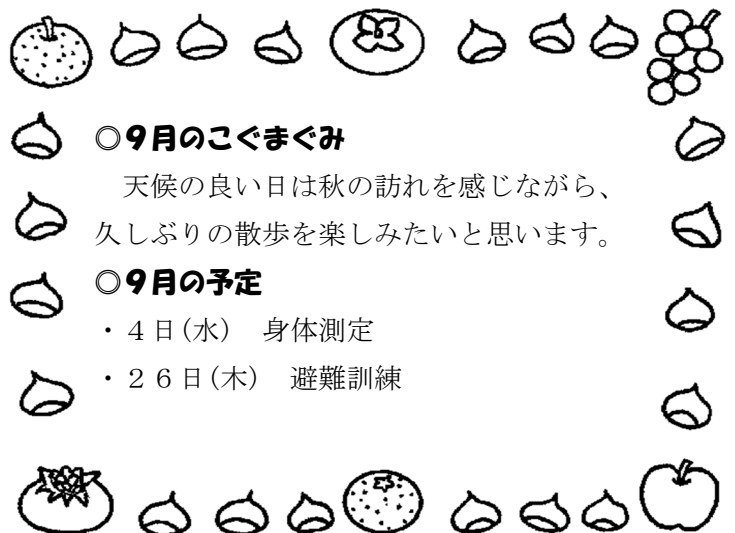 ◎９月のこぐまぐみ
　天候の良い日は秋の訪れを感じながら、
久しぶりの散歩を楽しみたいと思います。
◎９月の予定
・４日(水)　身体測定
・２６日(木)　避難訓練